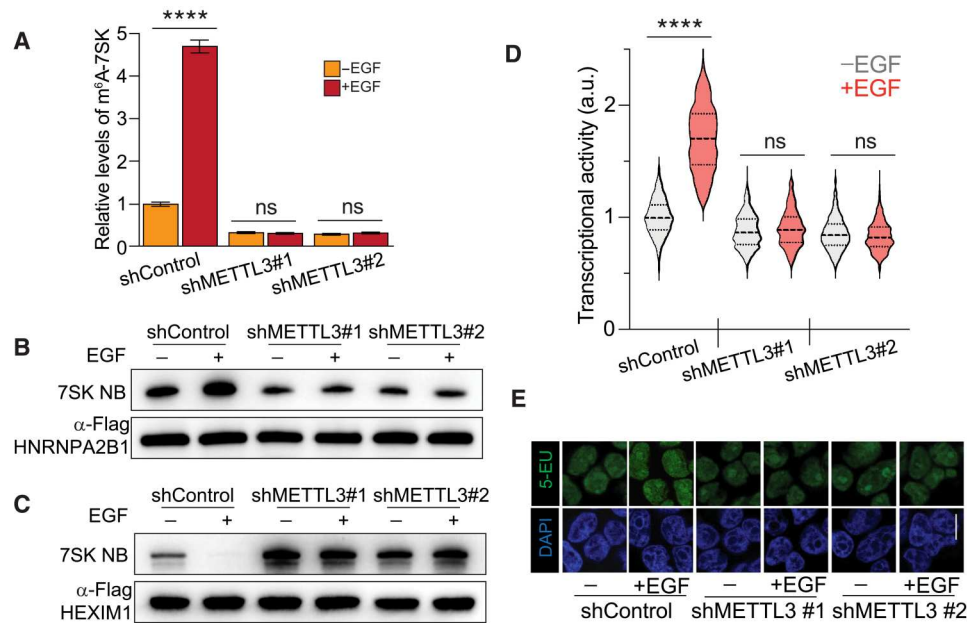 A
Relative levels of m⁶A-7SK
5
4
3
2
1
0
****
ns
ns
–EGF
+EGF
shControl
shMETTL3#1
shMETTL3#2
B
shControl shMETTL3#1 shMETTL3#2
EGF – + – + – +
7SK NB
α-Flag
HNRNPA2B1
C
shControl shMETTL3#1 shMETTL3#2
EGF – + – + – +
7SK NB
α-Flag
HEXIM1
D
Transcriptional activity (a.u.)
2
1
0
****
ns
ns
–EGF
+EGF
shControl
shMETTL3#1
shMETTL3#2
E
5-EU
DAPI
– +EGF – +EGF – +EGF
shControl shMETTL3 #1 shMETTL3 #2